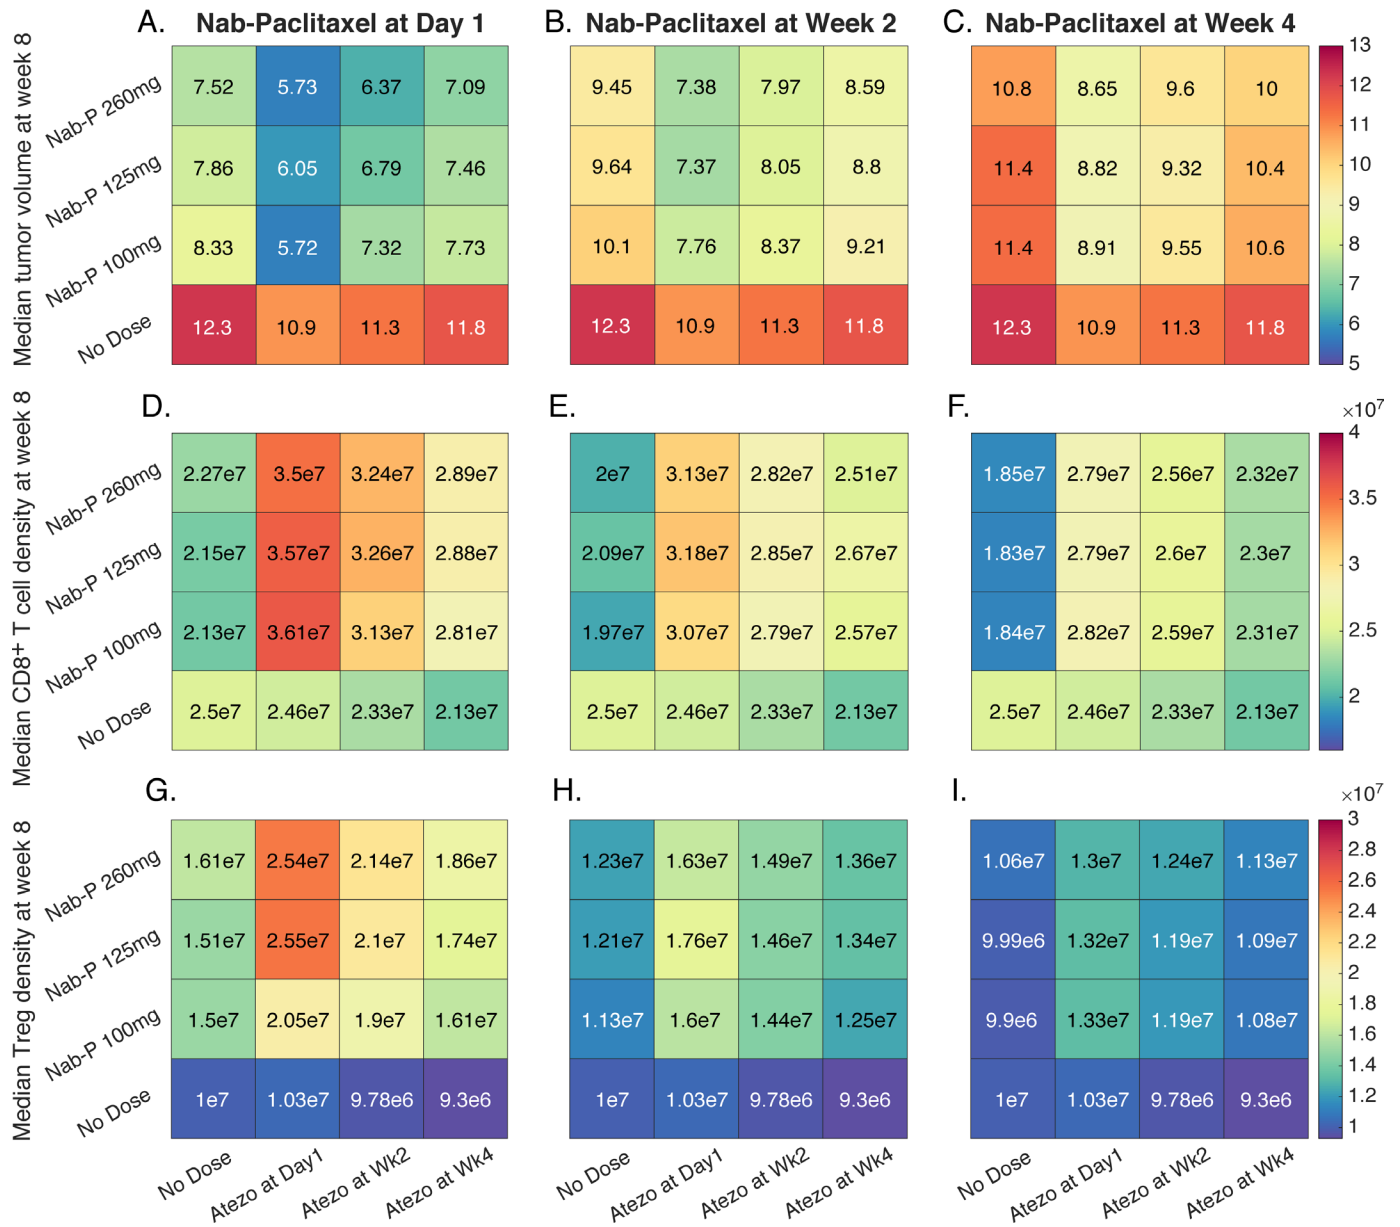 A. Nab-Paclitaxel at Day 1
B. Nab-Paclitaxel at Week 2
C. Nab-Paclitaxel at Week 4
Median tumor volume at week 8
Nab-P 260mg 7.52 5.73 6.37 7.09 9.45 7.38 7.97 8.59 10.8 8.65 9.6 10
Nab-P 125mg 7.86 6.05 6.79 7.46 9.64 7.37 8.05 8.8 11.4 8.82 9.32 10.4
Nab-P 100mg 8.33 5.72 7.32 7.73 10.1 7.76 8.37 9.21 11.4 8.91 9.55 10.6
No Dose 12.3 10.9 11.3 11.8 12.3 10.9 11.3 11.8 12.3 10.9 11.3 11.8
13
12
11
10
9
8
7
6
5
D. E. F.
Median CD8+ T cell density at week 8
Nab-P 260mg 2.27e7 3.5e7 3.24e7 2.89e7 2e7 3.13e7 2.82e7 2.51e7 1.85e7 2.79e7 2.56e7 2.32e7
Nab-P 125mg 2.15e7 3.57e7 3.26e7 2.88e7 2.09e7 3.18e7 2.85e7 2.67e7 1.83e7 2.79e7 2.6e7 2.3e7
Nab-P 100mg 2.13e7 3.61e7 3.13e7 2.81e7 1.97e7 3.07e7 2.79e7 2.57e7 1.84e7 2.82e7 2.59e7 2.31e7
No Dose 2.5e7 2.46e7 2.33e7 2.13e7 2.5e7 2.46e7 2.33e7 2.13e7 2.5e7 2.46e7 2.33e7 2.13e7
×10⁷
4
3.5
3
2.5
2
G. H. I.
Median Treg density at week 8
Nab-P 260mg 1.61e7 2.54e7 2.14e7 1.86e7 1.23e7 1.63e7 1.49e7 1.36e7 1.06e7 1.3e7 1.24e7 1.13e7
Nab-P 125mg 1.51e7 2.55e7 2.1e7 1.74e7 1.21e7 1.76e7 1.46e7 1.34e7 9.99e6 1.32e7 1.19e7 1.09e7
Nab-P 100mg 1.5e7 2.05e7 1.9e7 1.61e7 1.13e7 1.6e7 1.44e7 1.25e7 9.9e6 1.33e7 1.19e7 1.08e7
No Dose 1e7 1.03e7 9.78e6 9.3e6 1e7 1.03e7 9.78e6 9.3e6 1e7 1.03e7 9.78e6 9.3e6
×10⁷
3
2.8
2.6
2.4
2.2
2
1.8
1.6
1.4
1.2
1
No Dose Atezo at Day1 Atezo at Wk2 Atezo at Wk4 No Dose Atezo at Day1 Atezo at Wk2 Atezo at Wk4 No Dose Atezo at Day1 Atezo at Wk2 Atezo at Wk4